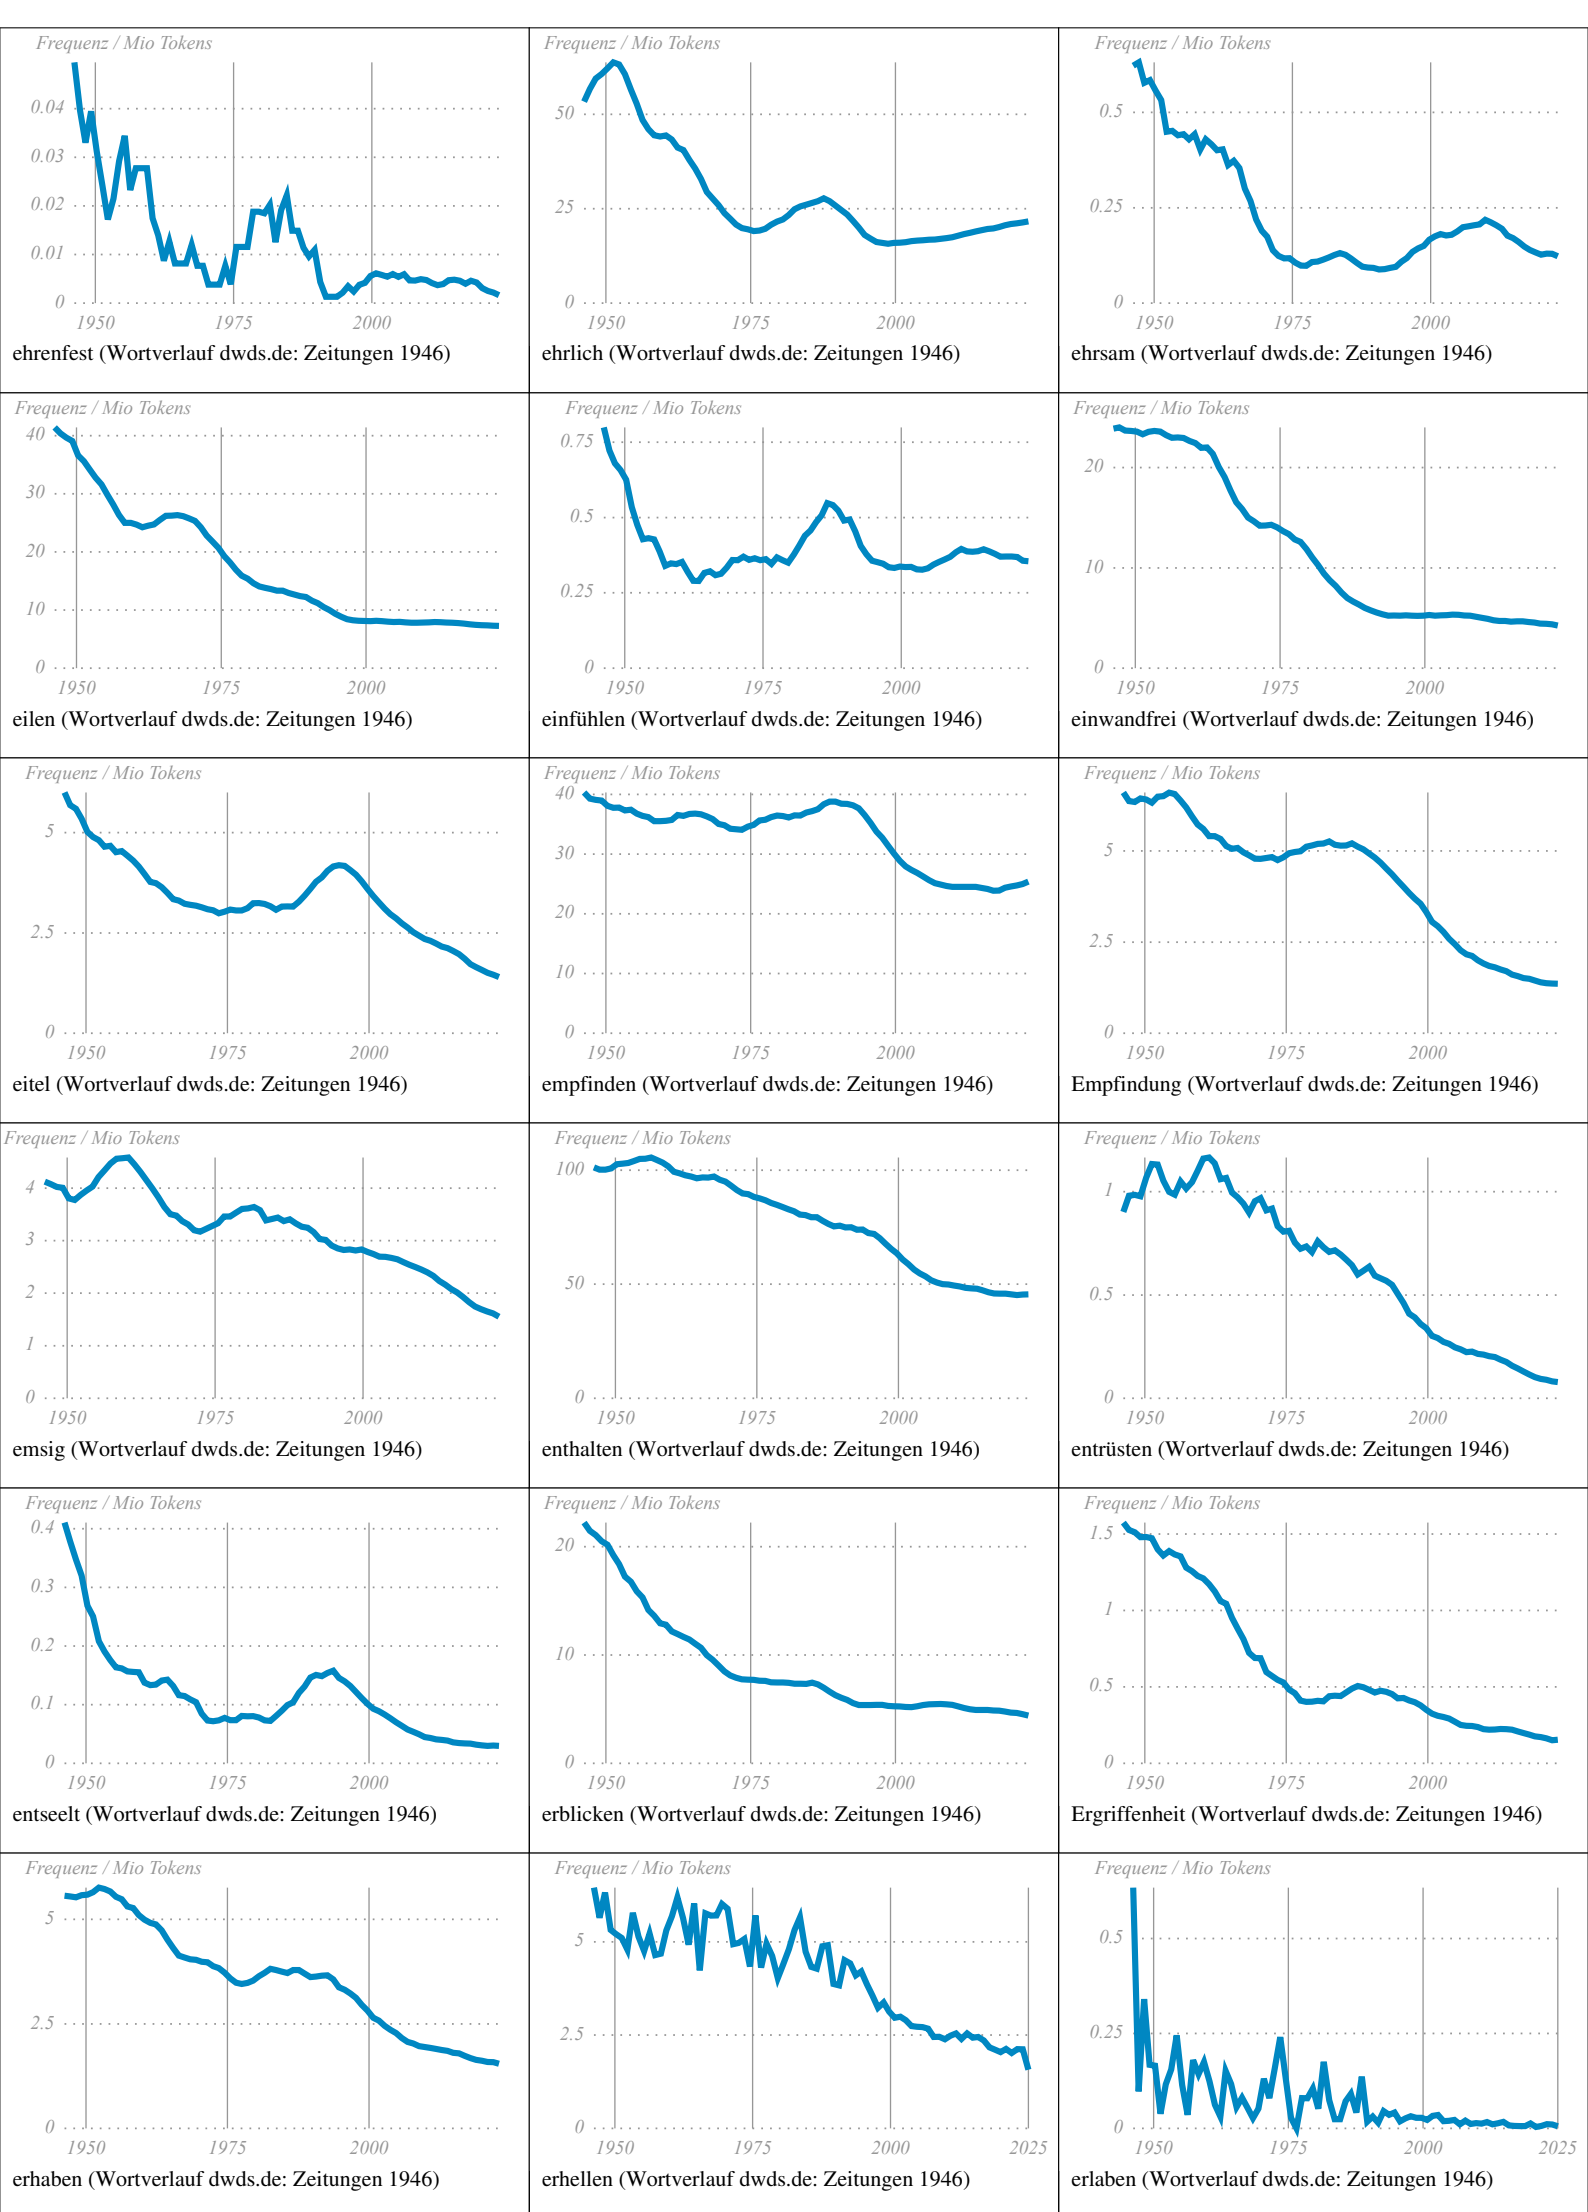 Frequenz / Mio Tokens
0.04
0.03
0.02
0.01
0
1950 1975 2000
ehrenfest (Wortverlauf dwds.de: Zeitungen 1946)
Frequenz / Mio Tokens
50
25
0
1950 1975 2000
ehrlich (Wortverlauf dwds.de: Zeitungen 1946)
Frequenz / Mio Tokens
0.5
0.25
0
1950 1975 2000
ehrsam (Wortverlauf dwds.de: Zeitungen 1946)
Frequenz / Mio Tokens
40
30
20
10
0
1950 1975 2000
eilen (Wortverlauf dwds.de: Zeitungen 1946)
Frequenz / Mio Tokens
0.75
0.5
0.25
0
1950 1975 2000
einfühlen (Wortverlauf dwds.de: Zeitungen 1946)
Frequenz / Mio Tokens
20
10
0
1950 1975 2000
einwandfrei (Wortverlauf dwds.de: Zeitungen 1946)
Frequenz / Mio Tokens
5
2.5
0
1950 1975 2000
eitel (Wortverlauf dwds.de: Zeitungen 1946)
Frequenz / Mio Tokens
40
30
20
10
0
1950 1975 2000
empfinden (Wortverlauf dwds.de: Zeitungen 1946)
Frequenz / Mio Tokens
5
2.5
0
1950 1975 2000
Empfindung (Wortverlauf dwds.de: Zeitungen 1946)
Frequenz / Mio Tokens
4
3
2
1
0
1950 1975 2000
emsig (Wortverlauf dwds.de: Zeitungen 1946)
Frequenz / Mio Tokens
100
50
0
1950 1975 2000
enthalten (Wortverlauf dwds.de: Zeitungen 1946)
Frequenz / Mio Tokens
1
0.5
0
1950 1975 2000
entrüsten (Wortverlauf dwds.de: Zeitungen 1946)
Frequenz / Mio Tokens
0.4
0.3
0.2
0.1
0
1950 1975 2000
entseelt (Wortverlauf dwds.de: Zeitungen 1946)
Frequenz / Mio Tokens
20
10
0
1950 1975 2000
erblicken (Wortverlauf dwds.de: Zeitungen 1946)
Frequenz / Mio Tokens
1.5
1
0.5
0
1950 1975 2000
Ergriffenheit (Wortverlauf dwds.de: Zeitungen 1946)
Frequenz / Mio Tokens
5
2.5
0
1950 1975 2000
erhaben (Wortverlauf dwds.de: Zeitungen 1946)
Frequenz / Mio Tokens
5
2.5
0
1950 1975 2000 2025
erhellen (Wortverlauf dwds.de: Zeitungen 1946)
Frequenz / Mio Tokens
0.5
0.25
0
1950 1975 2000 2025
erlaben (Wortverlauf dwds.de: Zeitungen 1946)